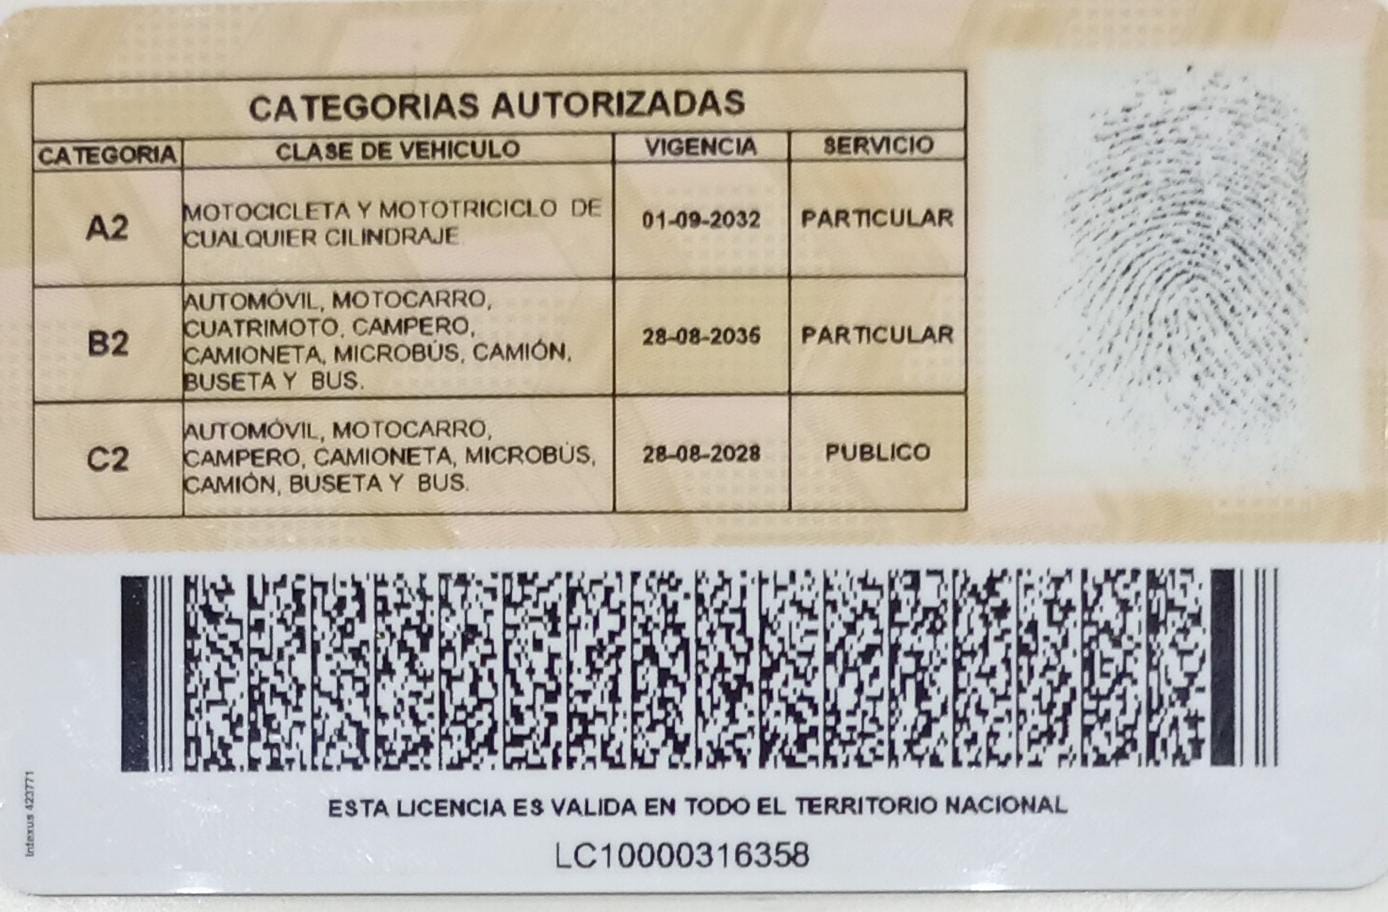 CATEGORIAS AUTORIZADAS
CATEGORIA CLASE DE VEHICULO VIGENCIA SERVICIO
A2 MOTOCICLETA Y MOTOTRICICLO DE CUALQUIER CILINDRAJE 01-09-2032 PARTICULAR
B2 AUTOMÓVIL, MOTOCARRO, CUATRIMOTO, CAMPERO, CAMIONETA, MICROBÚS, CAMIÓN, BUSETA Y BUS. 28-08-2035 PARTICULAR
C2 AUTOMÓVIL, MOTOCARRO, CAMPERO, CAMIONETA, MICROBÚS, CAMIÓN, BUSETA Y BUS. 28-08-2028 PUBLICO
ESTA LICENCIA ES VALIDA EN TODO EL TERRITORIO NACIONAL
LC10000316358
Intexus 423771